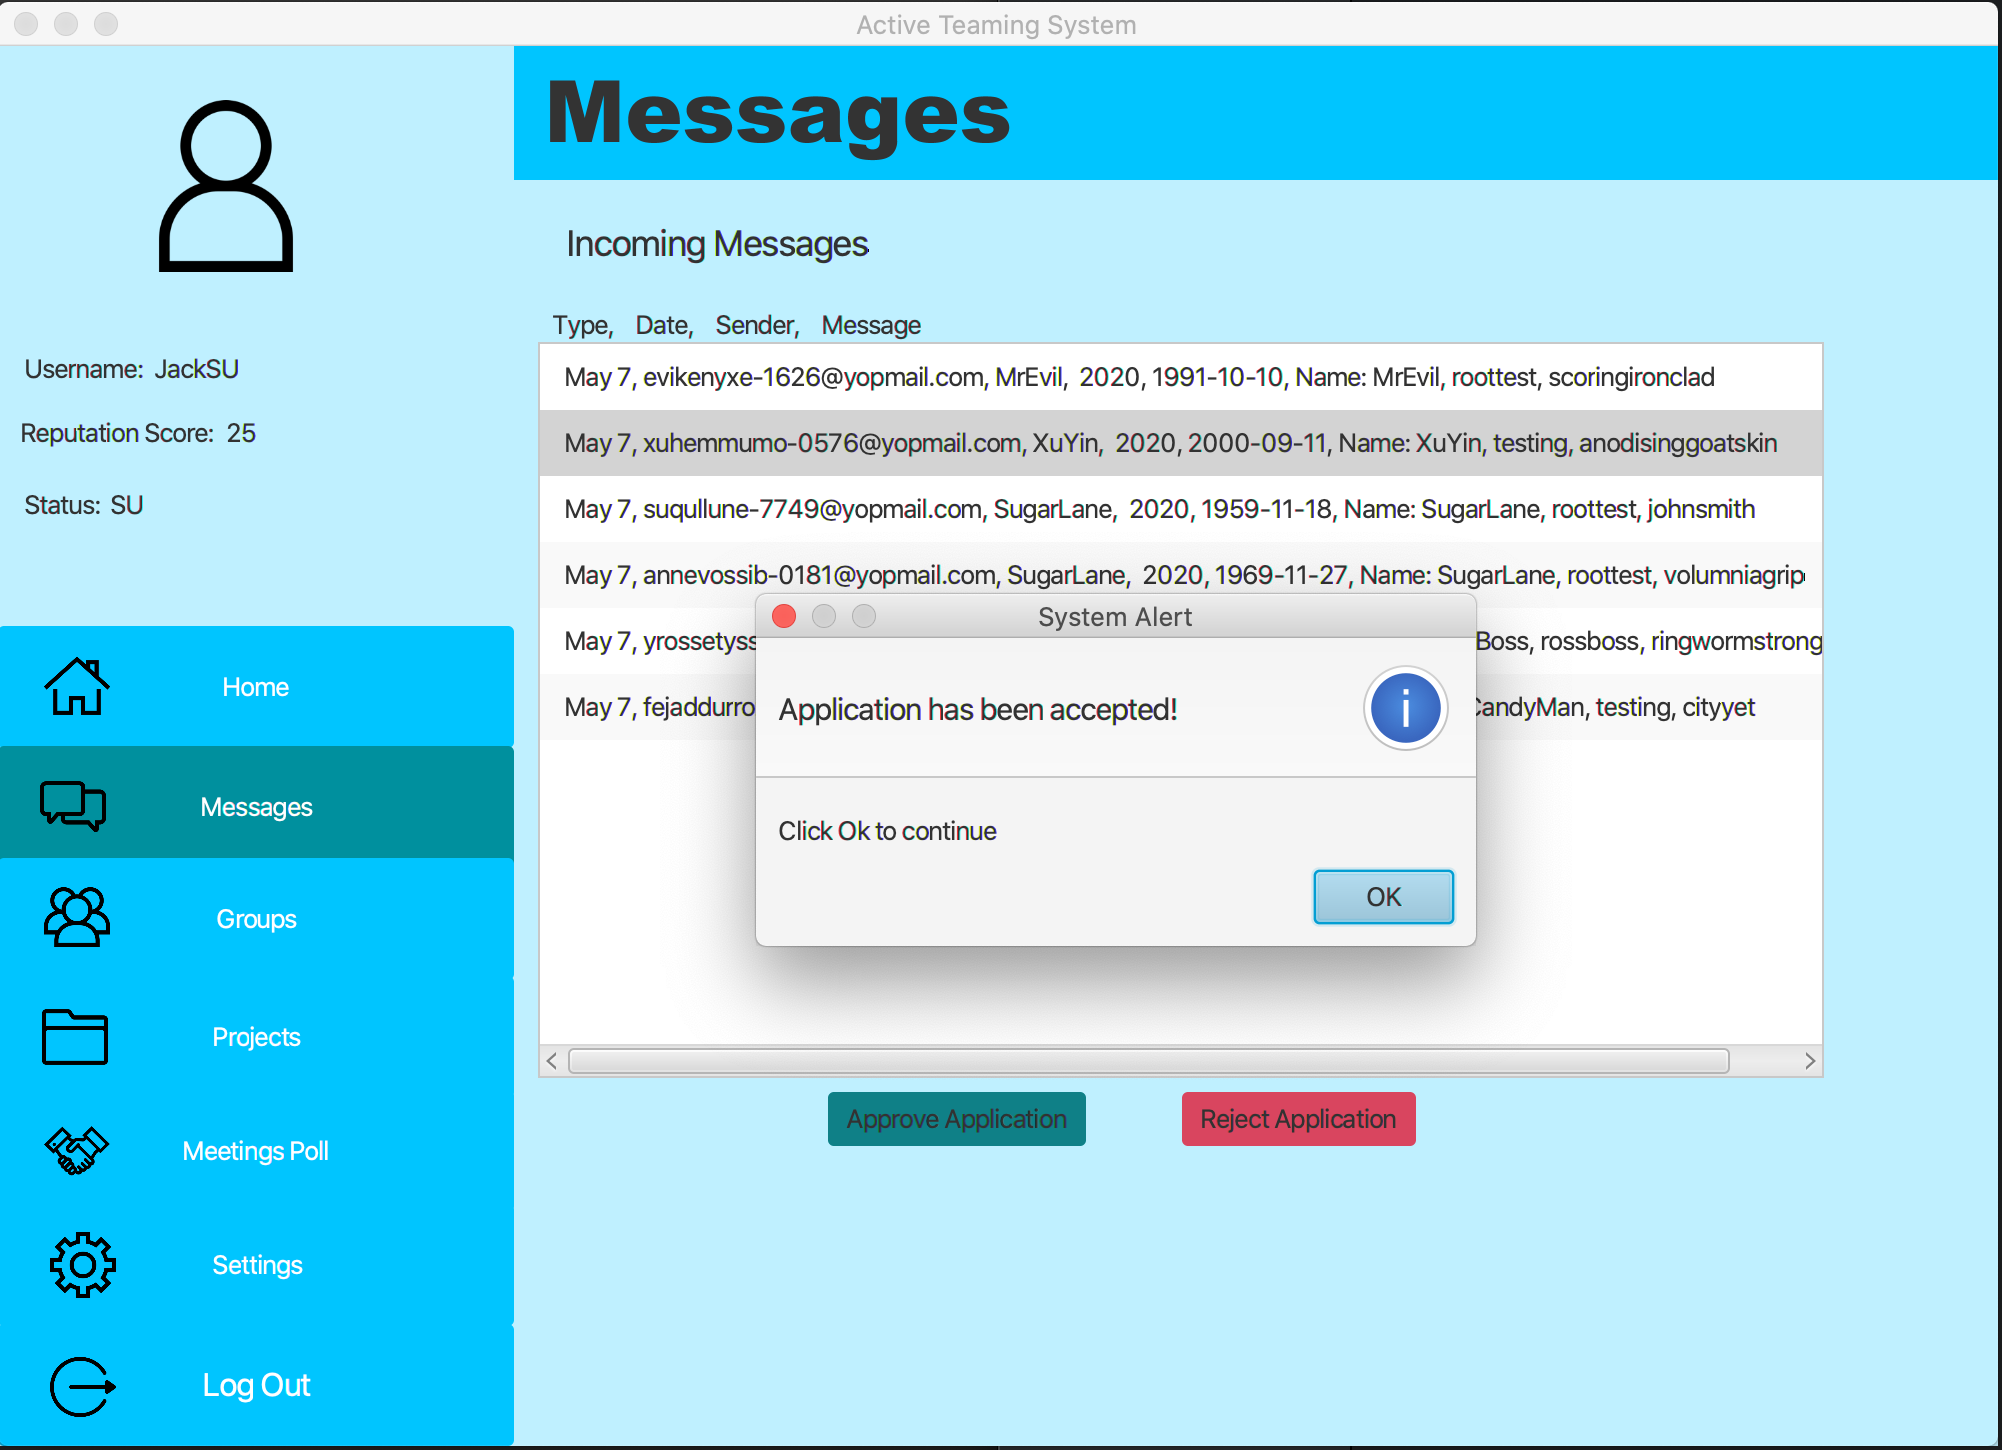 Active Teaming System
Messages
Incoming Messages
Type, Date, Sender, Message
May 7, evikenyxe-1626@yopmail.com, MrEvil, 2020, 1991-10-10, Name: MrEvil, roottest, scoringironclad
May 7, xuhemmumo-0576@yopmail.com, XuYin, 2020, 2000-09-11, Name: XuYin, testing, anodisinggoatskin
May 7, suqullune-7749@yopmail.com, SugarLane, 2020, 1959-11-18, Name: SugarLane, roottest, johnsmith
May 7, annevossib-0181@yopmail.com, SugarLane, 2020, 1969-11-27, Name: SugarLane, roottest, volumniagrip
May 7, yrossetyss Boss, rossboss, ringwormstrong
May 7, fejaddurro CandyMan, testing, cityyet
System Alert
Application has been accepted!
i
Click Ok to continue
OK
Approve Application
Reject Application
Username: JackSU
Reputation Score: 25
Status: SU
Home
Messages
Groups
Projects
Meetings Poll
Settings
Log Out